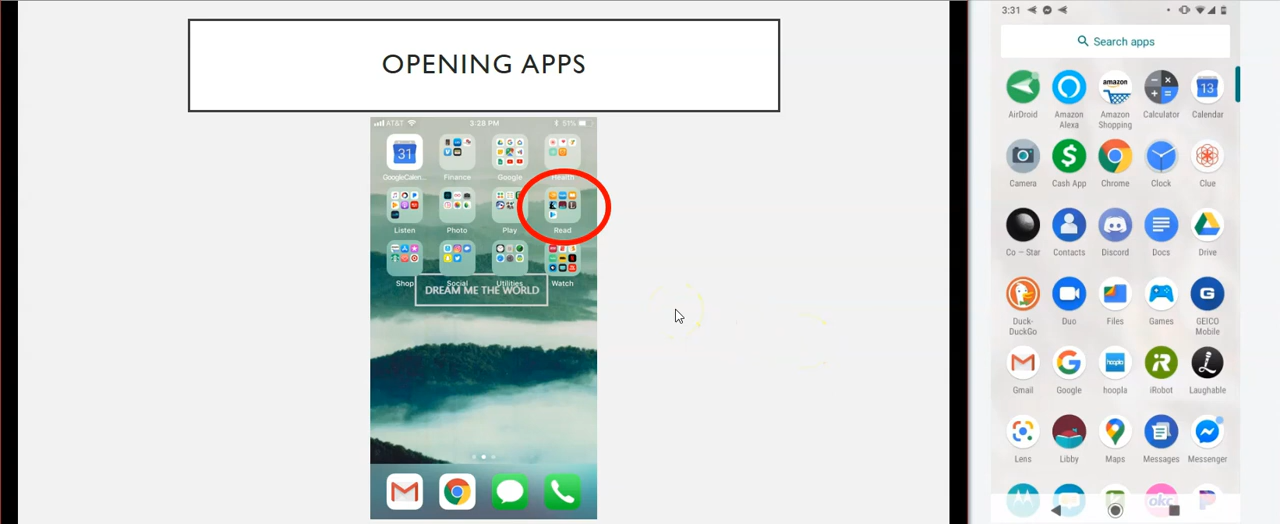 OPENING APPS
AT&T 3:28 PM 51%
31
GoogleCalen... Finance Google Health
Listen Photo Play Read
Shop Social Utilities Watch
DREAM ME THE WORLD
3:31
Search apps
amazon
13
AirDroid Amazon Alexa Amazon Shopping Calculator Calendar
Camera Cash App Chrome Clock Clue
Co – Star Contacts Discord Docs Drive
Duck-DuckGo Duo Files Games GEICO Mobile
hoopla
Gmail Google hoopla iRobot Laughable
Lens Libby Maps Messages Messenger
okc